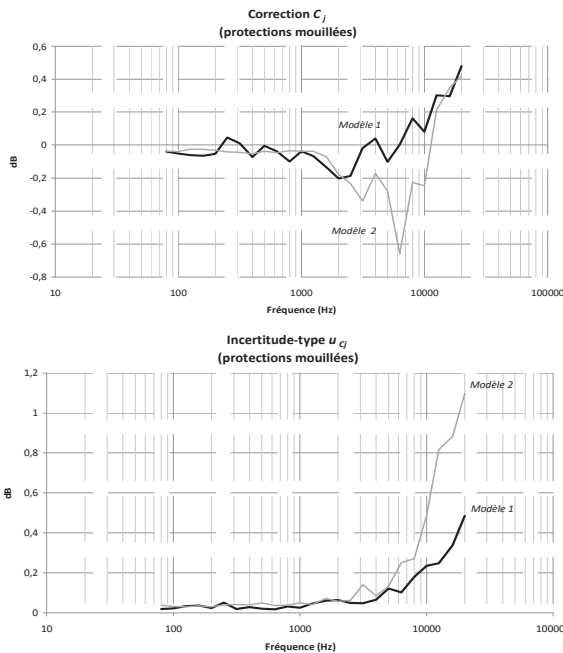 Correction C j
(protections mouillées)
0,6
0,4
0,2
0
-0,2
-0,4
-0,6
-0,8
dB
Modèle 1
Modèle 2
10
100
1000
10000
100000
Fréquence (Hz)
Incertitude-type u Cj
(protections mouillées)
1,2
1
0,8
0,6
0,4
0,2
0
dB
Modèle 2
Modèle 1
10
100
1000
10000
100000
Fréquence (Hz)